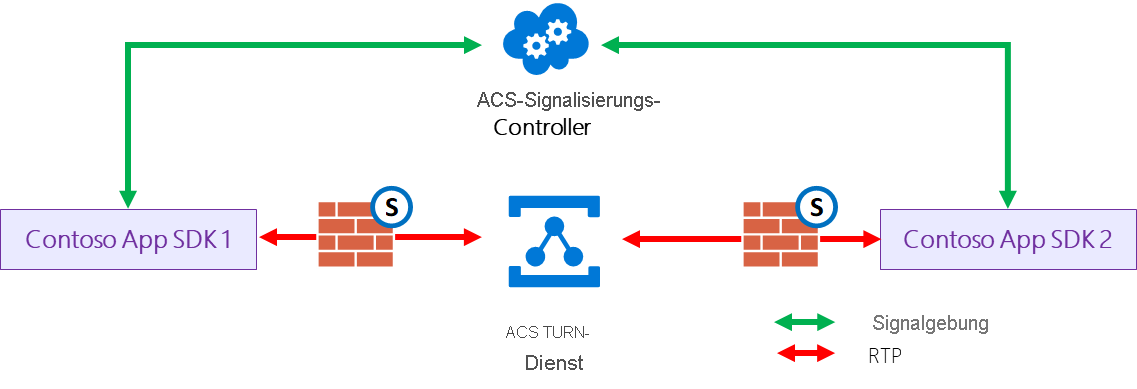 ACS-Signalisierungs-
Controller
S
S
Contoso App SDK 1
Contoso App SDK 2
ACS TURN-
Dienst
Signalgebung
RTP